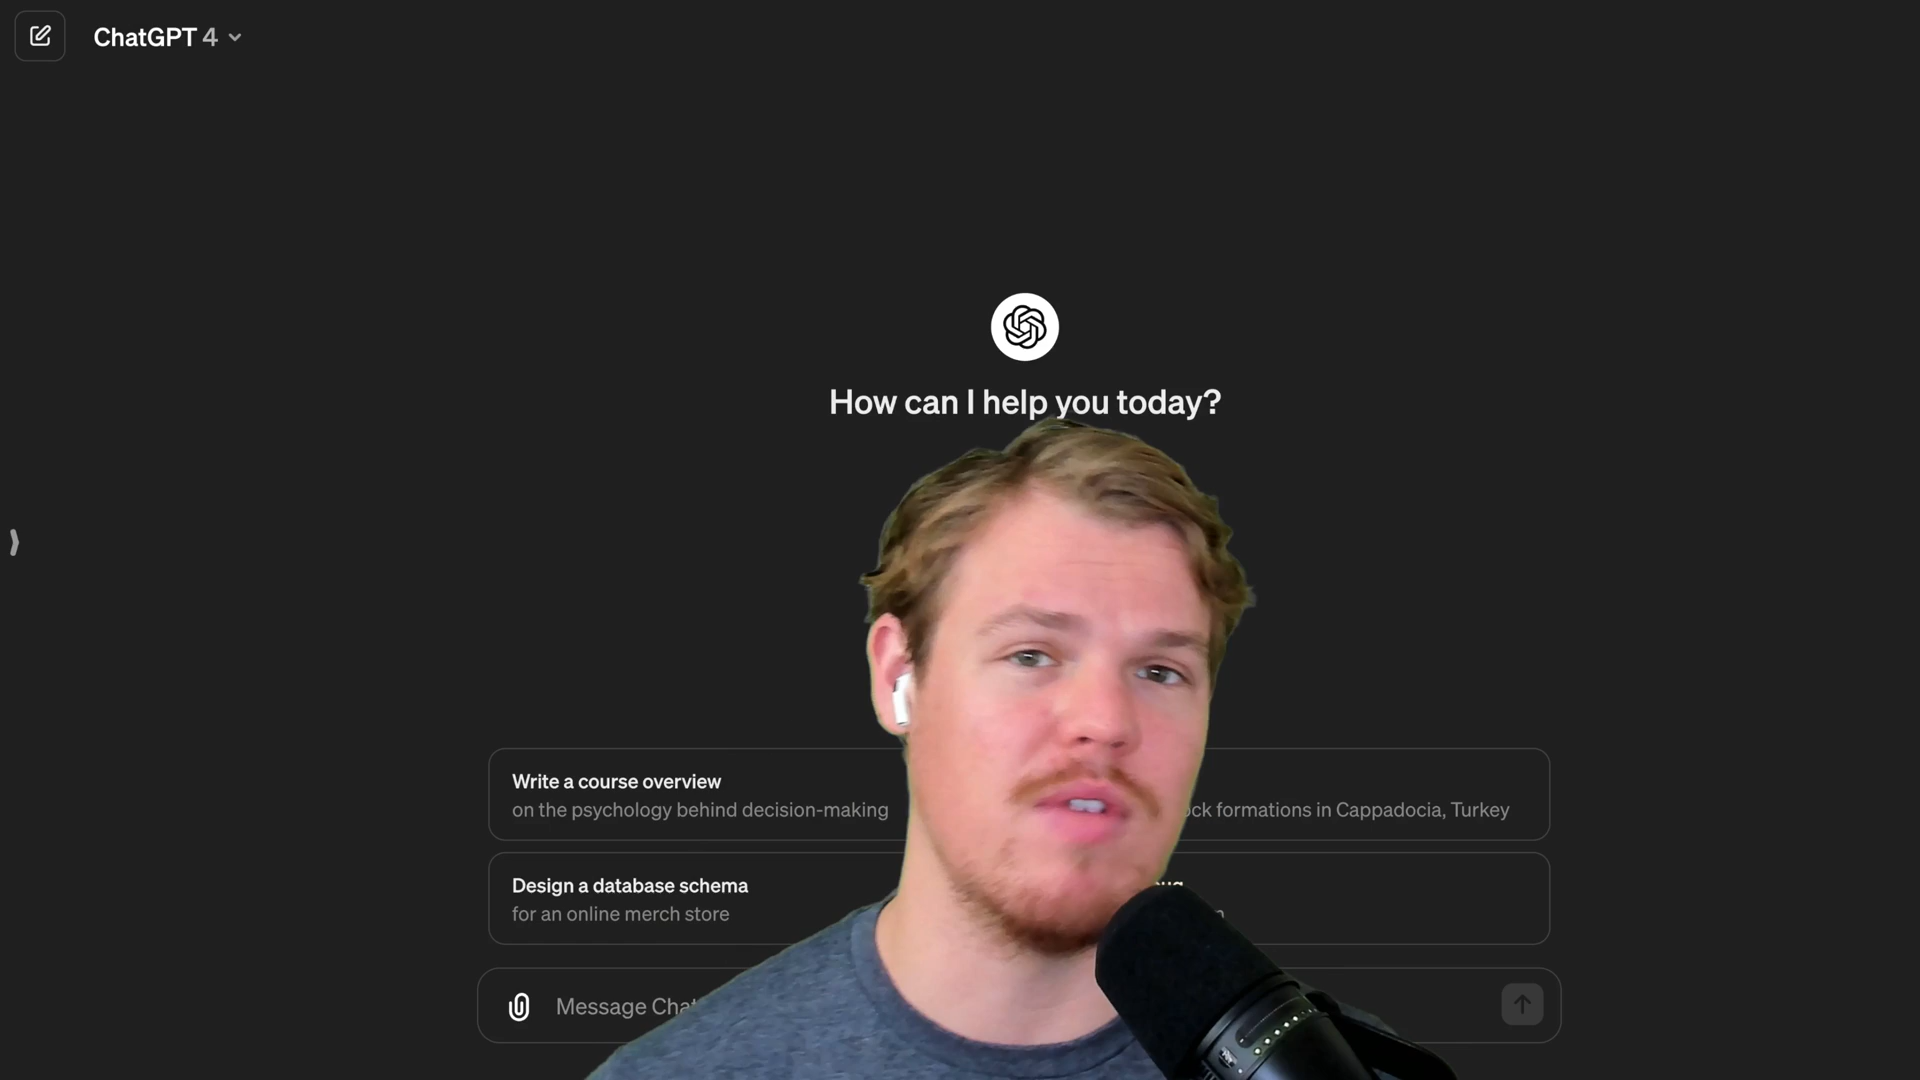 ChatGPT 4
How can I help you today?
Write a course overview
on the psychology behind decision-making
formations in Cappadocia, Turkey
Design a database schema
for an online merch store
Message